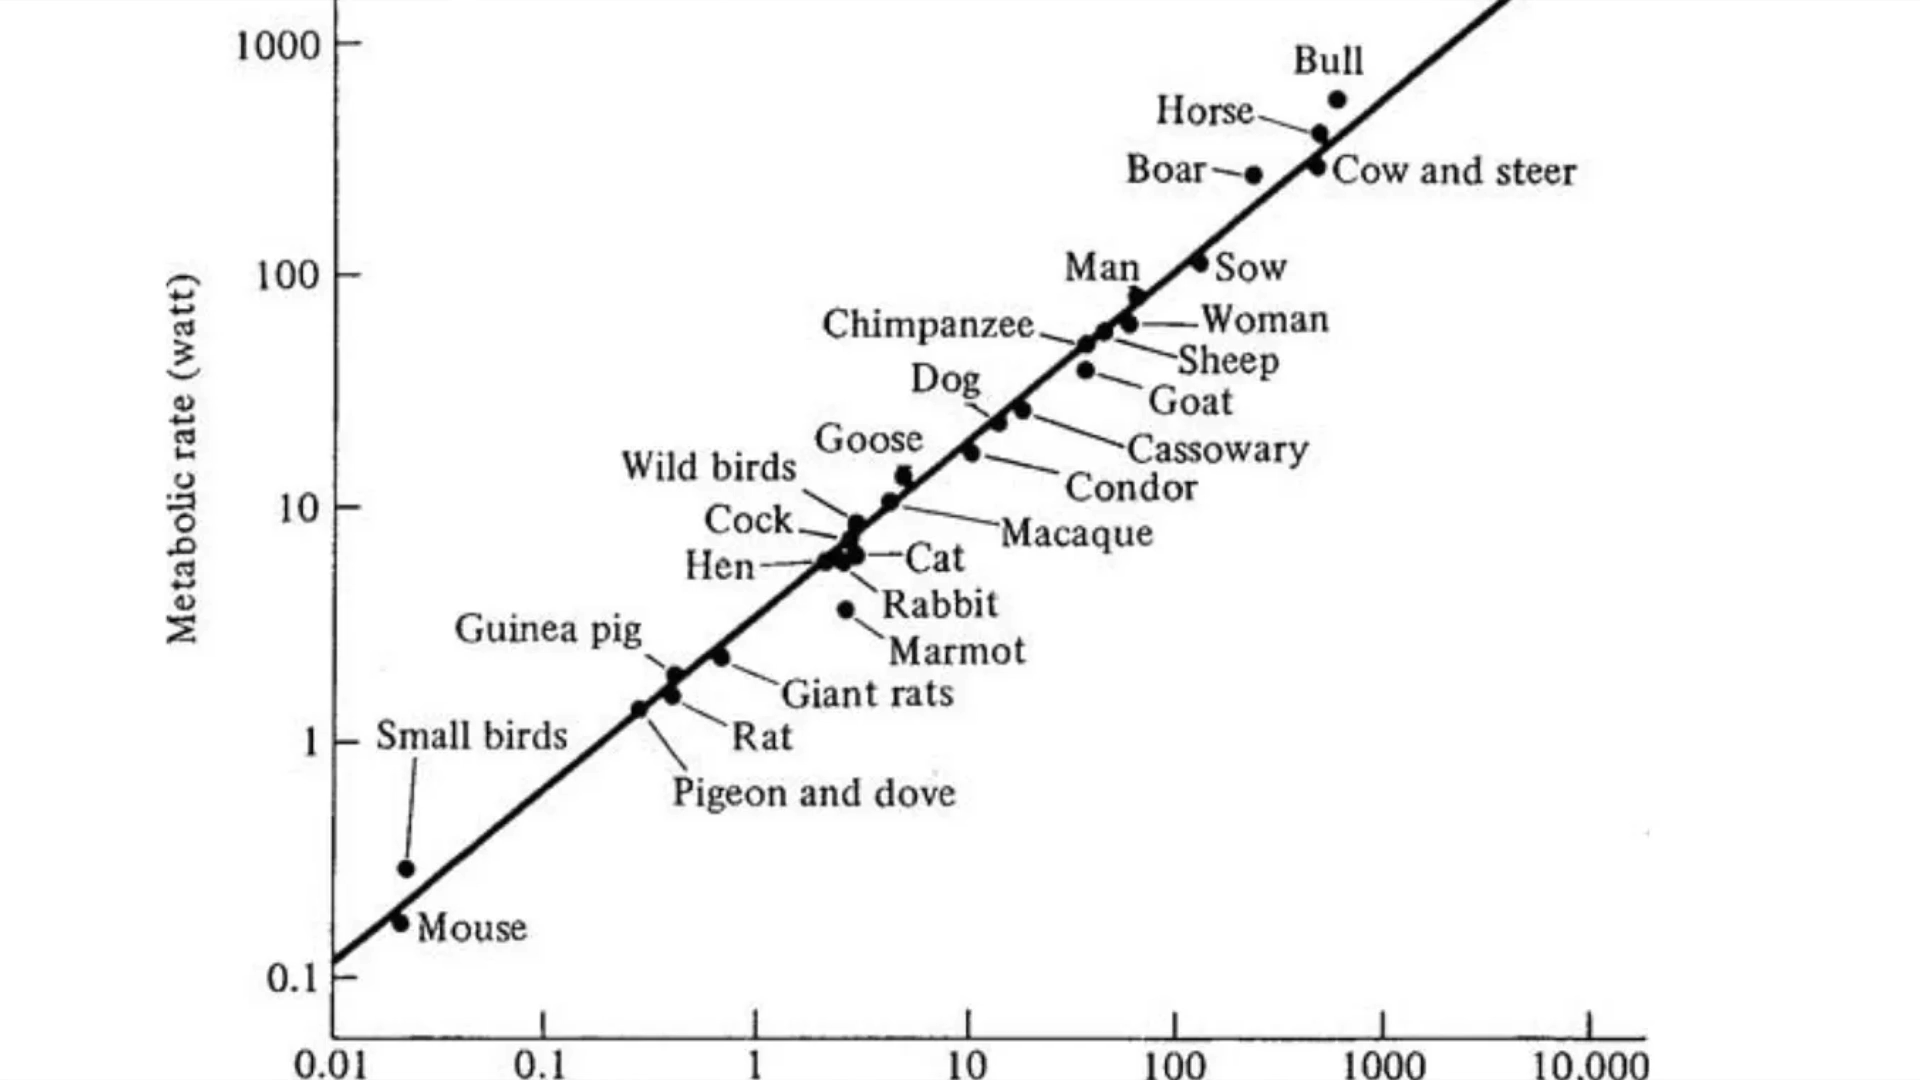 1000
Bull
Horse
Boar
Cow and steer
100
Man
Sow
Chimpanzee
Woman
Sheep
Dog
Goat
Goose
Cassowary
Wild birds
Condor
10
Cock
Macaque
Hen
Cat
Rabbit
Guinea pig
Marmot
Giant rats
1
Small birds
Rat
Pigeon and dove
Mouse
0.1
Metabolic rate (watt)
0.01 0.1 1 10 100 1000 10,000